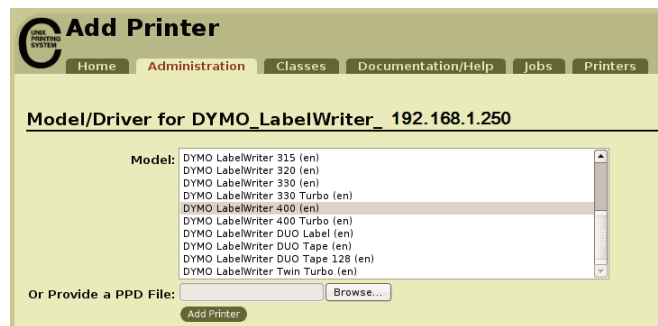 UNIX
PRINTING
SYSTEM
Add Printer
Home Administration Classes Documentation/Help Jobs Printers
Model/Driver for DYMO_LabelWriter_ 192.168.1.250
Model:
DYMO LabelWriter 315 (en)
DYMO LabelWriter 320 (en)
DYMO LabelWriter 330 (en)
DYMO LabelWriter 330 Turbo (en)
DYMO LabelWriter 400 (en)
DYMO LabelWriter 400 Turbo (en)
DYMO LabelWriter DUO Label (en)
DYMO LabelWriter DUO Tape (en)
DYMO LabelWriter DUO Tape 128 (en)
DYMO LabelWriter Twin Turbo (en)
Or Provide a PPD File: Browse...
Add Printer